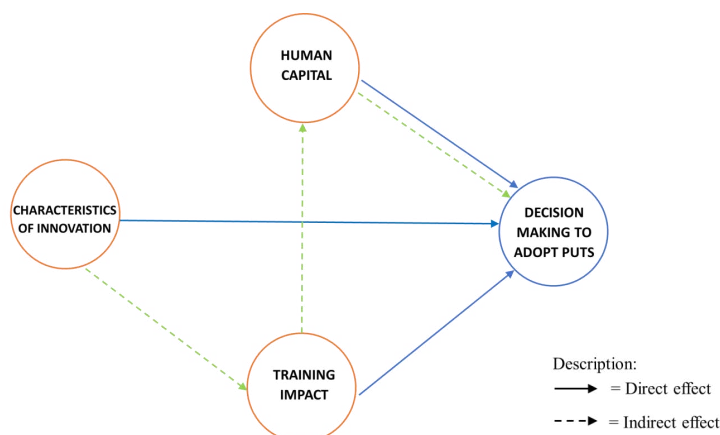 HUMAN
CAPITAL
CHARACTERISTICS
OF INNOVATION
DECISION
MAKING TO
ADOPT PUTS
TRAINING
IMPACT
Description:
= Direct effect
= Indirect effect